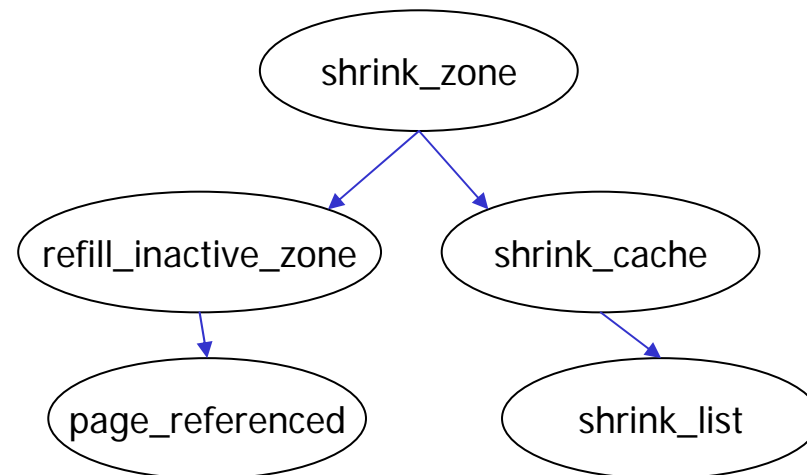 shrink_zone
refill_inactive_zone
shrink_cache
page_referenced
shrink_list